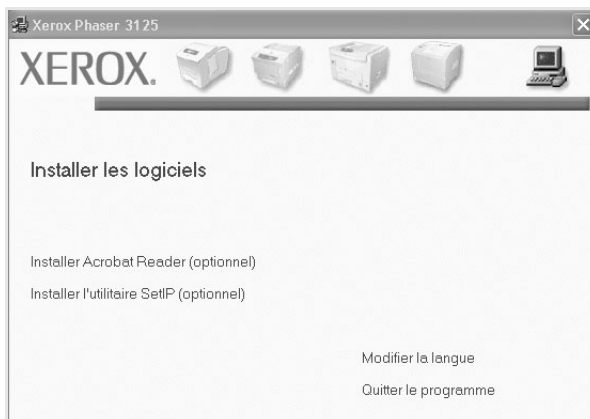 Xerox Phaser 3125
XEROX.
Installer les logiciels
Installer Acrobat Reader (optionnel)
Installer l'utilitaire SetIP (optionnel)
Modifier la langue
Quitter le programme